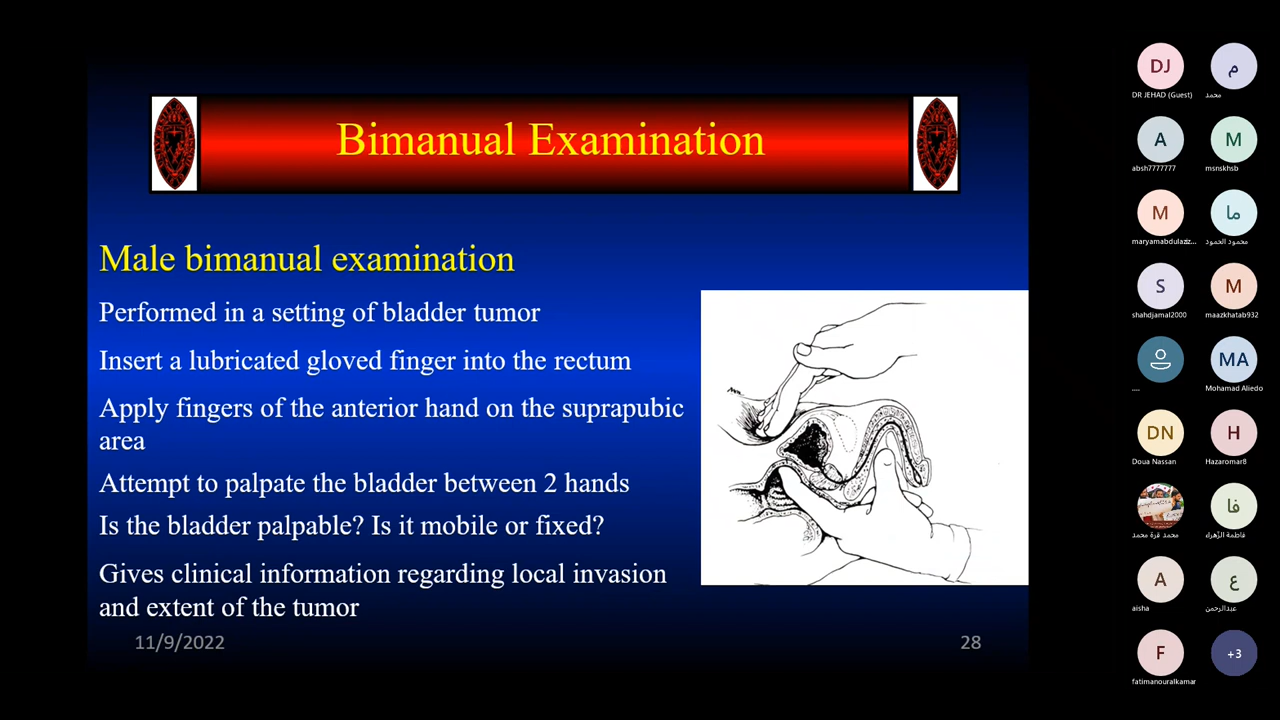 Bimanual Examination
Male bimanual examination
Performed in a setting of bladder tumor
Insert a lubricated gloved finger into the rectum
Apply fingers of the anterior hand on the suprapubic
area
Attempt to palpate the bladder between 2 hands
Is the bladder palpable? Is it mobile or fixed?
Gives clinical information regarding local invasion
and extent of the tumor
11/9/2022
28
DJ
DR JEHAD (Guest)
م
محمد
A
absh7777777
M
msnskhsb
M
maryamabdulaziz...
ما
محمود الحمود
S
shahdjamal2000
M
maazkhatab932
....
MA
Mohamad Aliedo
DN
Doua Nassan
H
Hazaromar8
محمد قرة محمد
فا
فاطمة الزهراء
A
aisha
ع
عبدالرحمن
F
fatimanouralkamar
+3